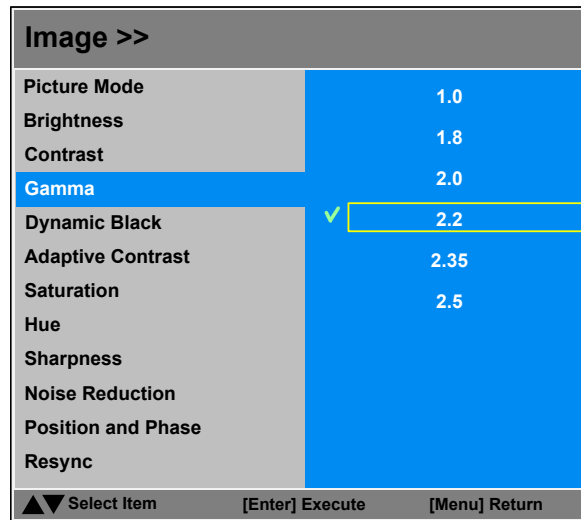 Image >>
Picture Mode
Brightness
Contrast
Gamma
Dynamic Black
Adaptive Contrast
Saturation
Hue
Sharpness
Noise Reduction
Position and Phase
Resync
1.0
1.8
2.0
2.2
2.35
2.5
Select Item [Enter] Execute [Menu] Return